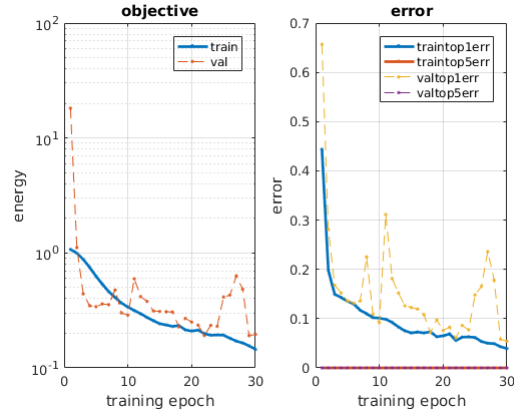 objective
error
10^2
10^1
10^0
10^-1
energy
0
10
20
30
training epoch
train
val
0.7
0.6
0.5
0.4
0.3
0.2
0.1
0
error
0
10
20
30
training epoch
traintop1err
traintop5err
valtop1err
valtop5err